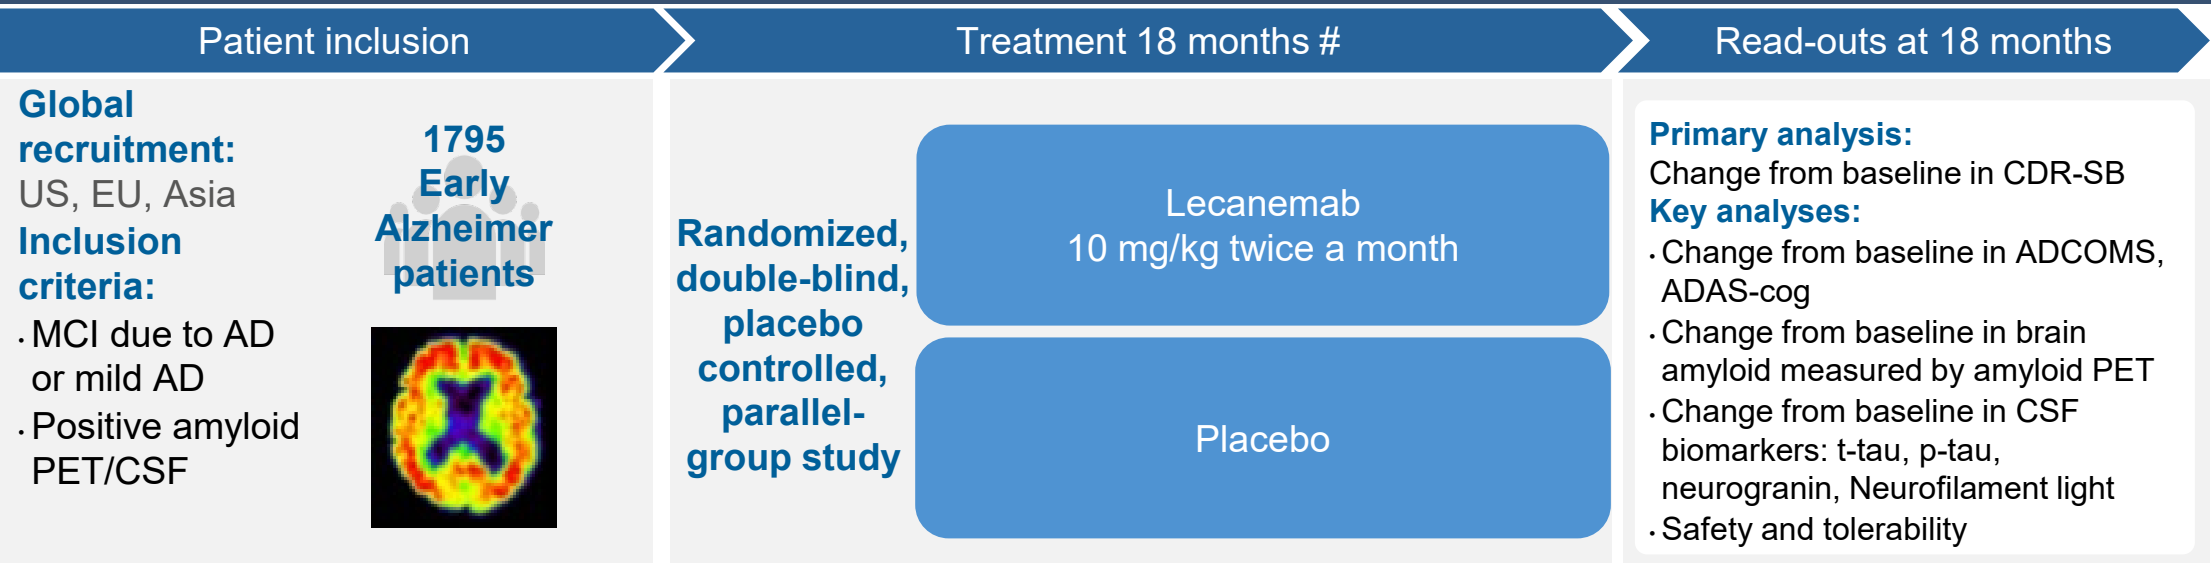 Patient inclusion
Treatment 18 months #
Read-outs at 18 months
Global
recruitment:
US, EU, Asia
Inclusion
criteria:
· MCI due to AD
or mild AD
· Positive amyloid
PET/CSF
1795
Early
Alzheimer
patients
Randomized,
double-blind,
placebo
controlled,
parallel-
group study
Lecanemab
10 mg/kg twice a month
Placebo
Primary analysis:
Change from baseline in CDR-SB
Key analyses:
· Change from baseline in ADCOMS,
ADAS-cog
· Change from baseline in brain
amyloid measured by amyloid PET
· Change from baseline in CSF
biomarkers: t-tau, p-tau,
neurogranin, Neurofilament light
· Safety and tolerability